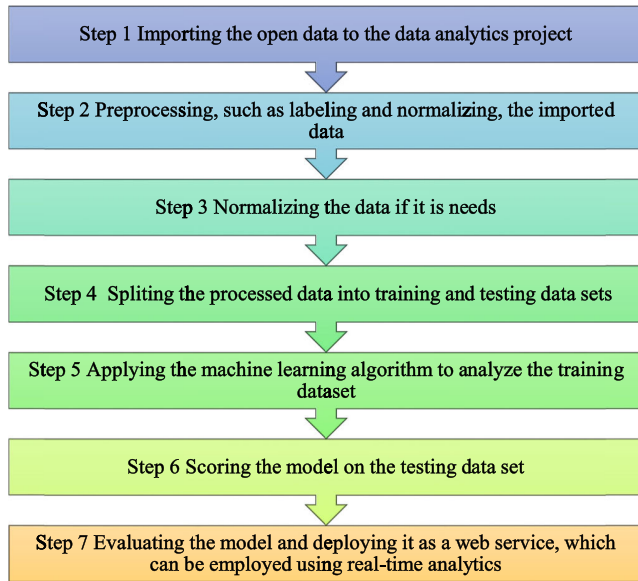 Step 1 Importing the open data to the data analytics project
Step 2 Preprocessing, such as labeling and normalizing, the imported
data
Step 3 Normalizing the data if it is needs
Step 4  Spliting the processed data into training and testing data sets
Step 5 Applying the machine learning algorithm to analyze the training
dataset
Step 6 Scoring the model on the testing data set
Step 7 Evaluating the model and deploying it as a web service, which
can be employed using real-time analytics